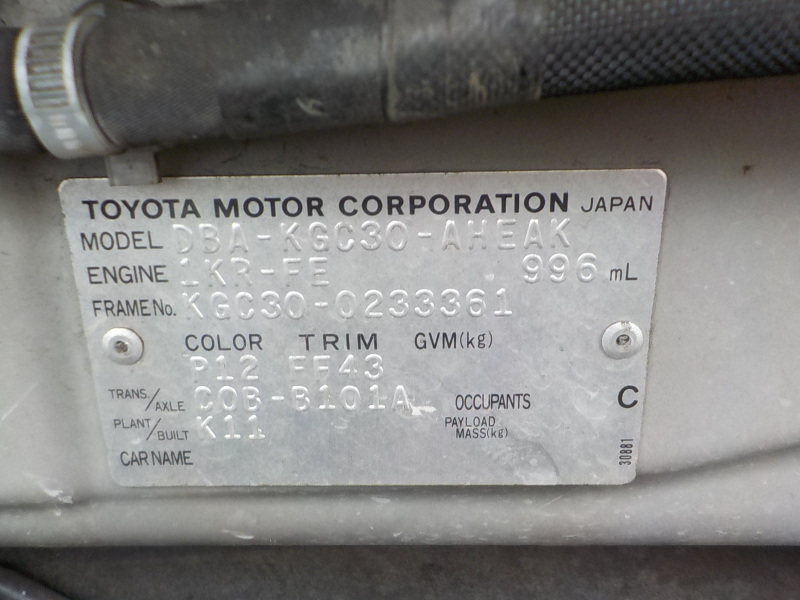 TOYOTA MOTOR CORPORATION JAPAN
MODEL DBA-KGC30-AHEAK
ENGINE 1KR-FE 996 mL
FRAME No. KGC30-0233361
COLOR TRIM GVM(kg)
P12 FF43
TRANS./AXLE C0B-B101A OCCUPANTS C
PLANT/BUILT K11 PAYLOAD MASS(kg)
CAR NAME
30881